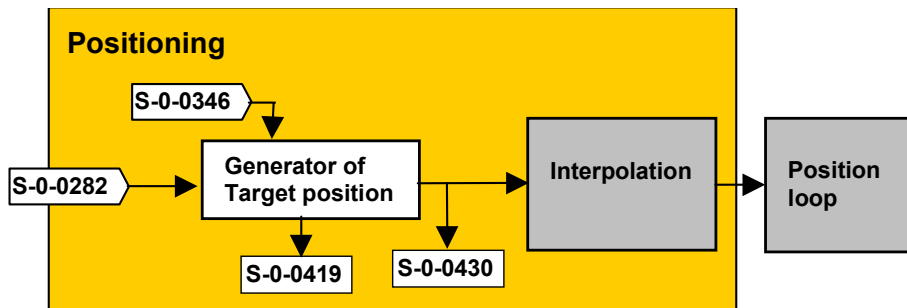 Positioning
S-0-0346
S-0-0282
Generator of
Target position
Interpolation
Position
loop
S-0-0419
S-0-0430